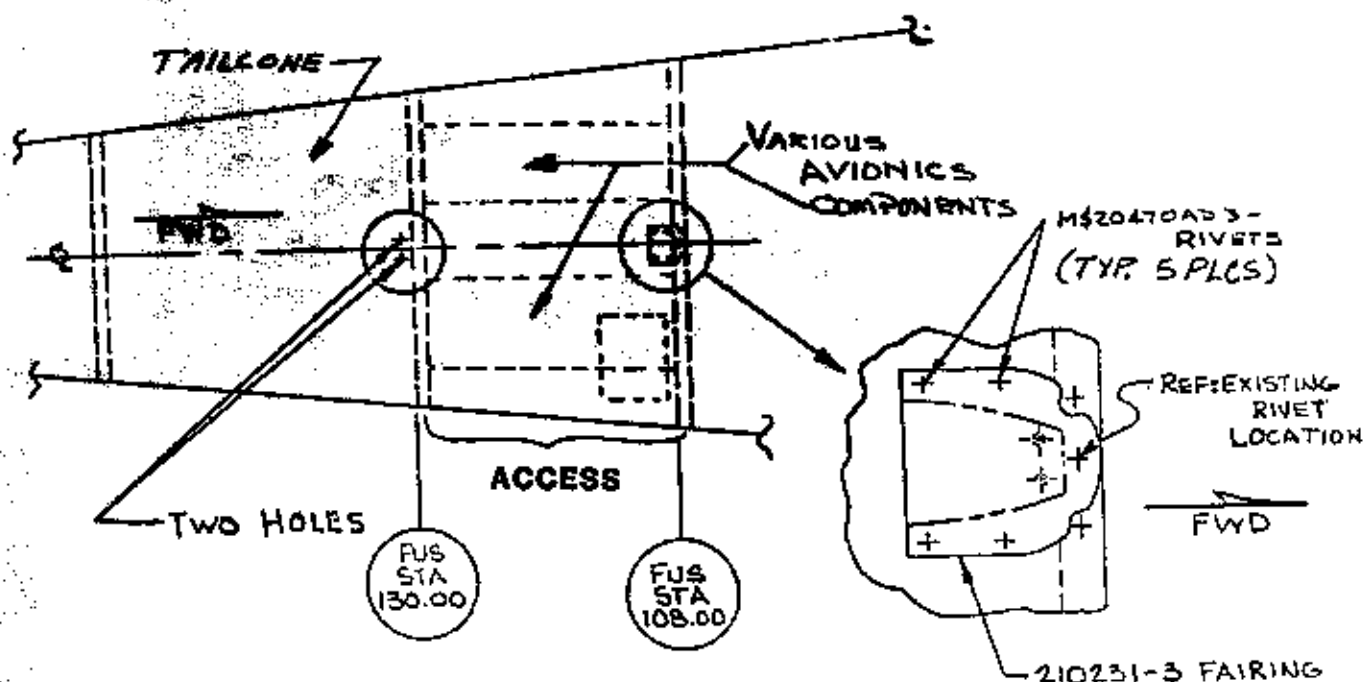 TAILCONE
VARIOUS
AVIONICS
COMPONENTS
MS20470AD3-
RIVETS
(TYP. 5 PLCS)
FWD
REF: EXISTING
RIVET
LOCATION
ACCESS
TWO HOLES
FWD
FUS
STA
130.00
FUS
STA
108.00
210231-3 FAIRING